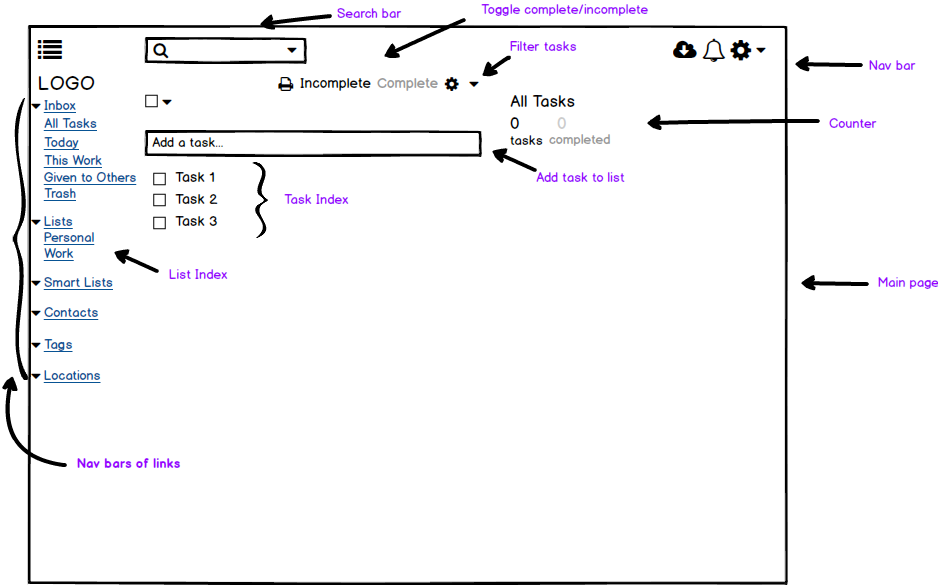 Search bar
Toggle complete/incomplete
Filter tasks
Nav bar
LOGO
Incomplete Complete
Inbox
All Tasks
Today
This Work
Given to Others
Trash
Lists
Personal
Work
Smart Lists
Contacts
Tags
Locations
All Tasks
0 0
tasks completed
Counter
Add a task...
Add task to list
Task 1
Task 2
Task 3
Task Index
List Index
Main page
Nav bars of links